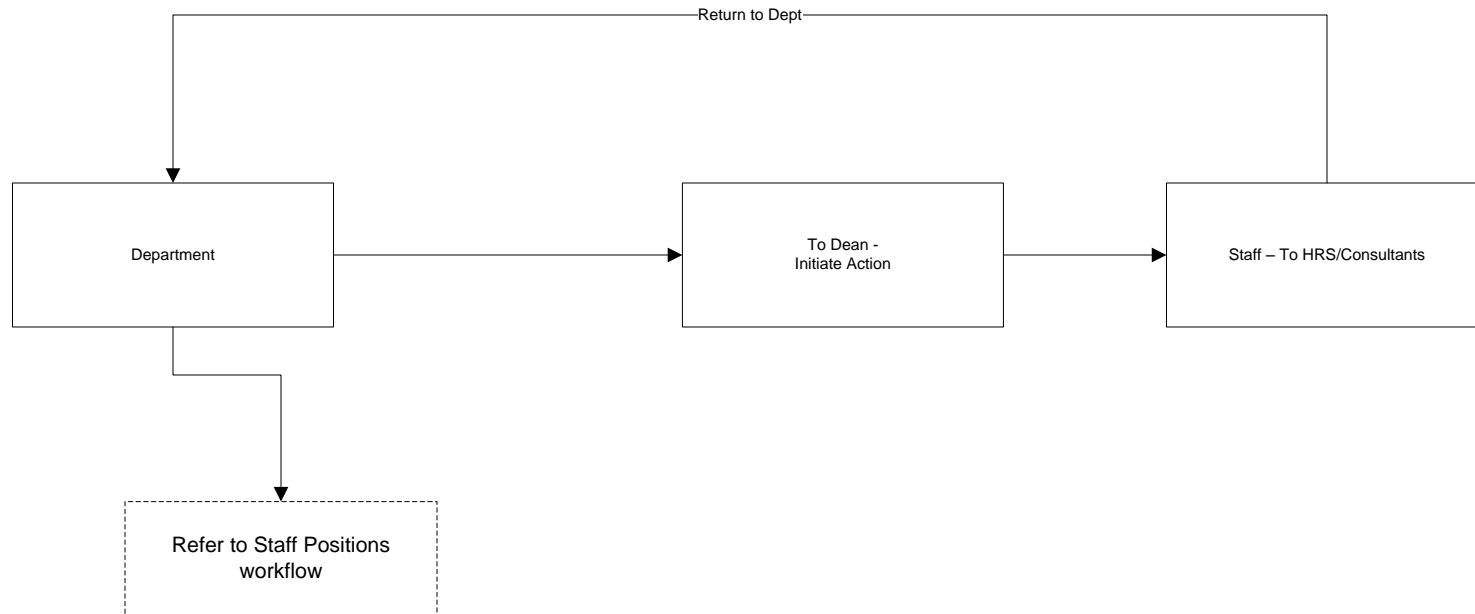 Return to Dept
Department
To Dean -
Initiate Action
Staff – To HRS/Consultants
Refer to Staff Positions
workflow